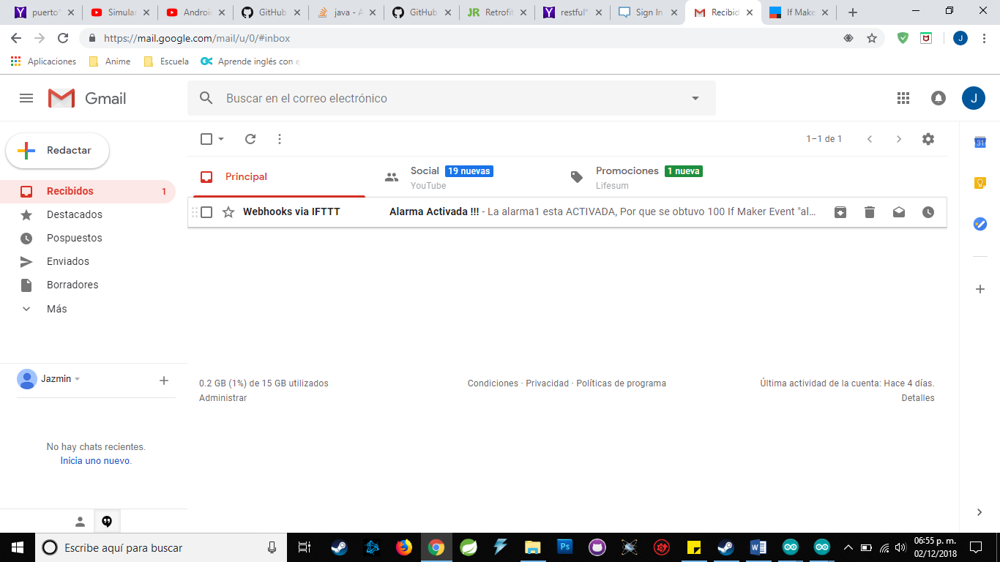 puerto"
Simular
Android
GitHub
java - A
GitHub
JR Retrofit
restful"
Sign In
Recibid
If Make
https://mail.google.com/mail/u/0/#inbox
J
Aplicaciones
Anime
Escuela
Aprende inglés con e
Gmail
Buscar en el correo electrónico
J
Redactar
1–1 de 1
31
Principal
Social 19 nuevas
YouTube
Promociones 1 nueva
Lifesum
Recibidos 1
Destacados
Pospuestos
Enviados
Borradores
Más
Webhooks via IFTTT Alarma Activada !!! - La alarma1 esta ACTIVADA, Por que se obtuvo 100 If Maker Event "al…
Jazmin
No hay chats recientes.
Inicia uno nuevo.
0.2 GB (1%) de 15 GB utilizados
Administrar
Condiciones · Privacidad · Políticas de programa
Última actividad de la cuenta: Hace 4 días.
Detalles
Escribe aquí para buscar
Ps
W
06:55 p. m.
02/12/2018